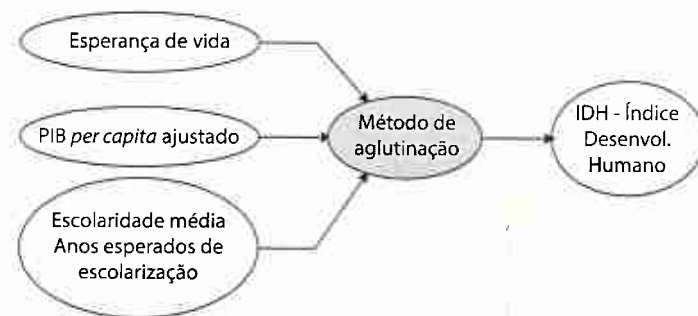 Esperança de vida
PIB per capita ajustado
Escolaridade média
Anos esperados de
escolarização
Método de
aglutinação
IDH - Índice
Desenvol.
Humano